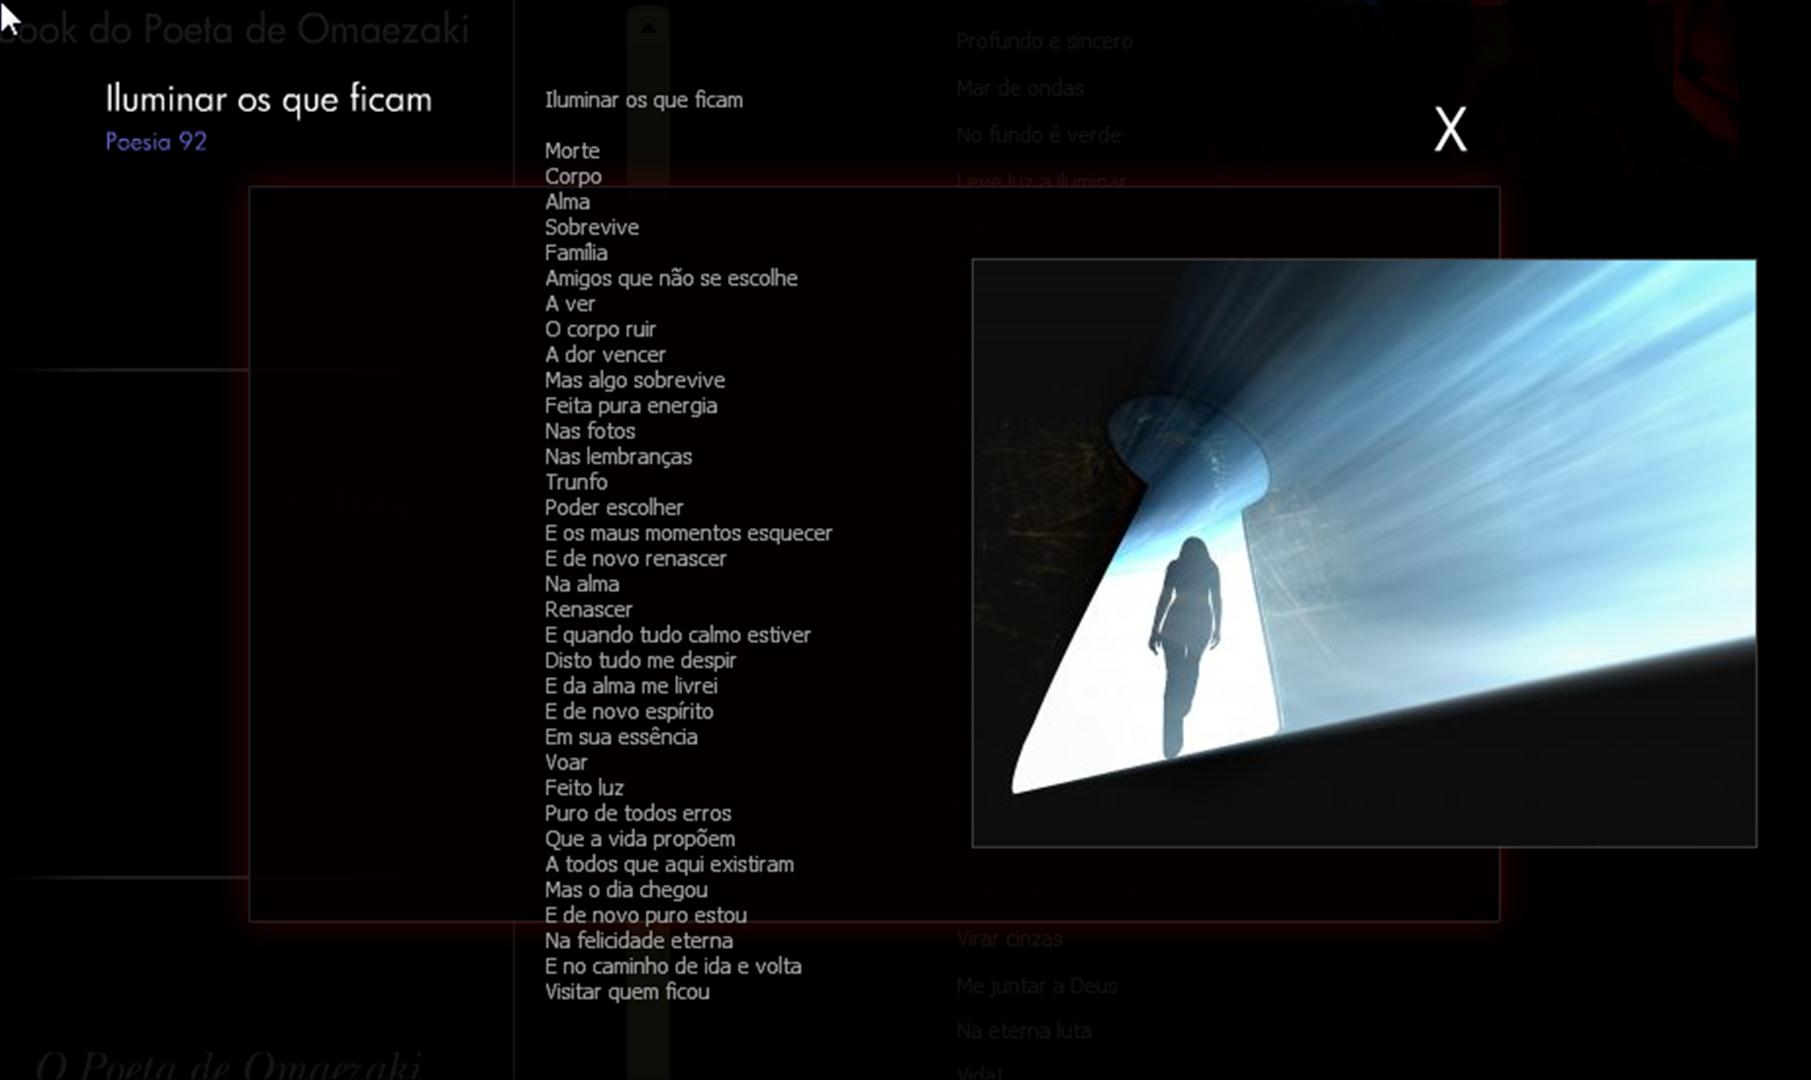 book do Poeta de Omaezaki
Iluminar os que ficam
Poesia 92
Iluminar os que ficam
Morte
Corpo
Alma
Sobrevive
Família
Amigos que não se escolhe
A ver
O corpo ruir
A dor vencer
Mas algo sobrevive
Feita pura energia
Nas fotos
Nas lembranças
Trunfo
Poder escolher
E os maus momentos esquecer
E de novo renascer
Na alma
Renascer
E quando tudo calmo estiver
Disto tudo me despir
E da alma me livrei
E de novo espírito
Em sua essência
Voar
Feito luz
Puro de todos erros
Que a vida propõem
A todos que aqui existiram
Mas o dia chegou
E de novo puro estou
Na felicidade eterna
E no caminho de ida e volta
Visitar quem ficou
Profundo e sincero
Mar de ondas
No fundo é verde
Leve luz a iluminar
X
Virar cinzas
Me juntar a Deus
Na eterna luta
Vida!
O Poeta de Omaezaki